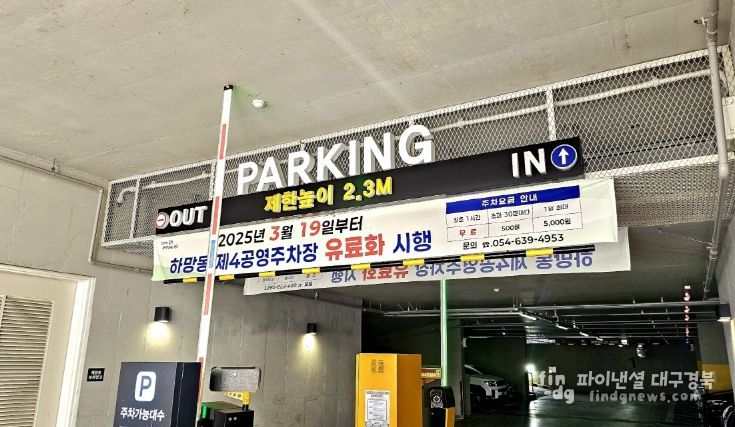 PARKING
OUT
제한높이 2.3M
IN
2025년 3월 19일부터
하망동 제4공영주차장 유료화 시행
주차요금 안내
최초 1시간 초과 30분마다 1일 최대
무료 500원 5,000원
문의 ☎ 054-639-4953
P
주차가능대수
파이낸셜 대구경북
findgnews.com